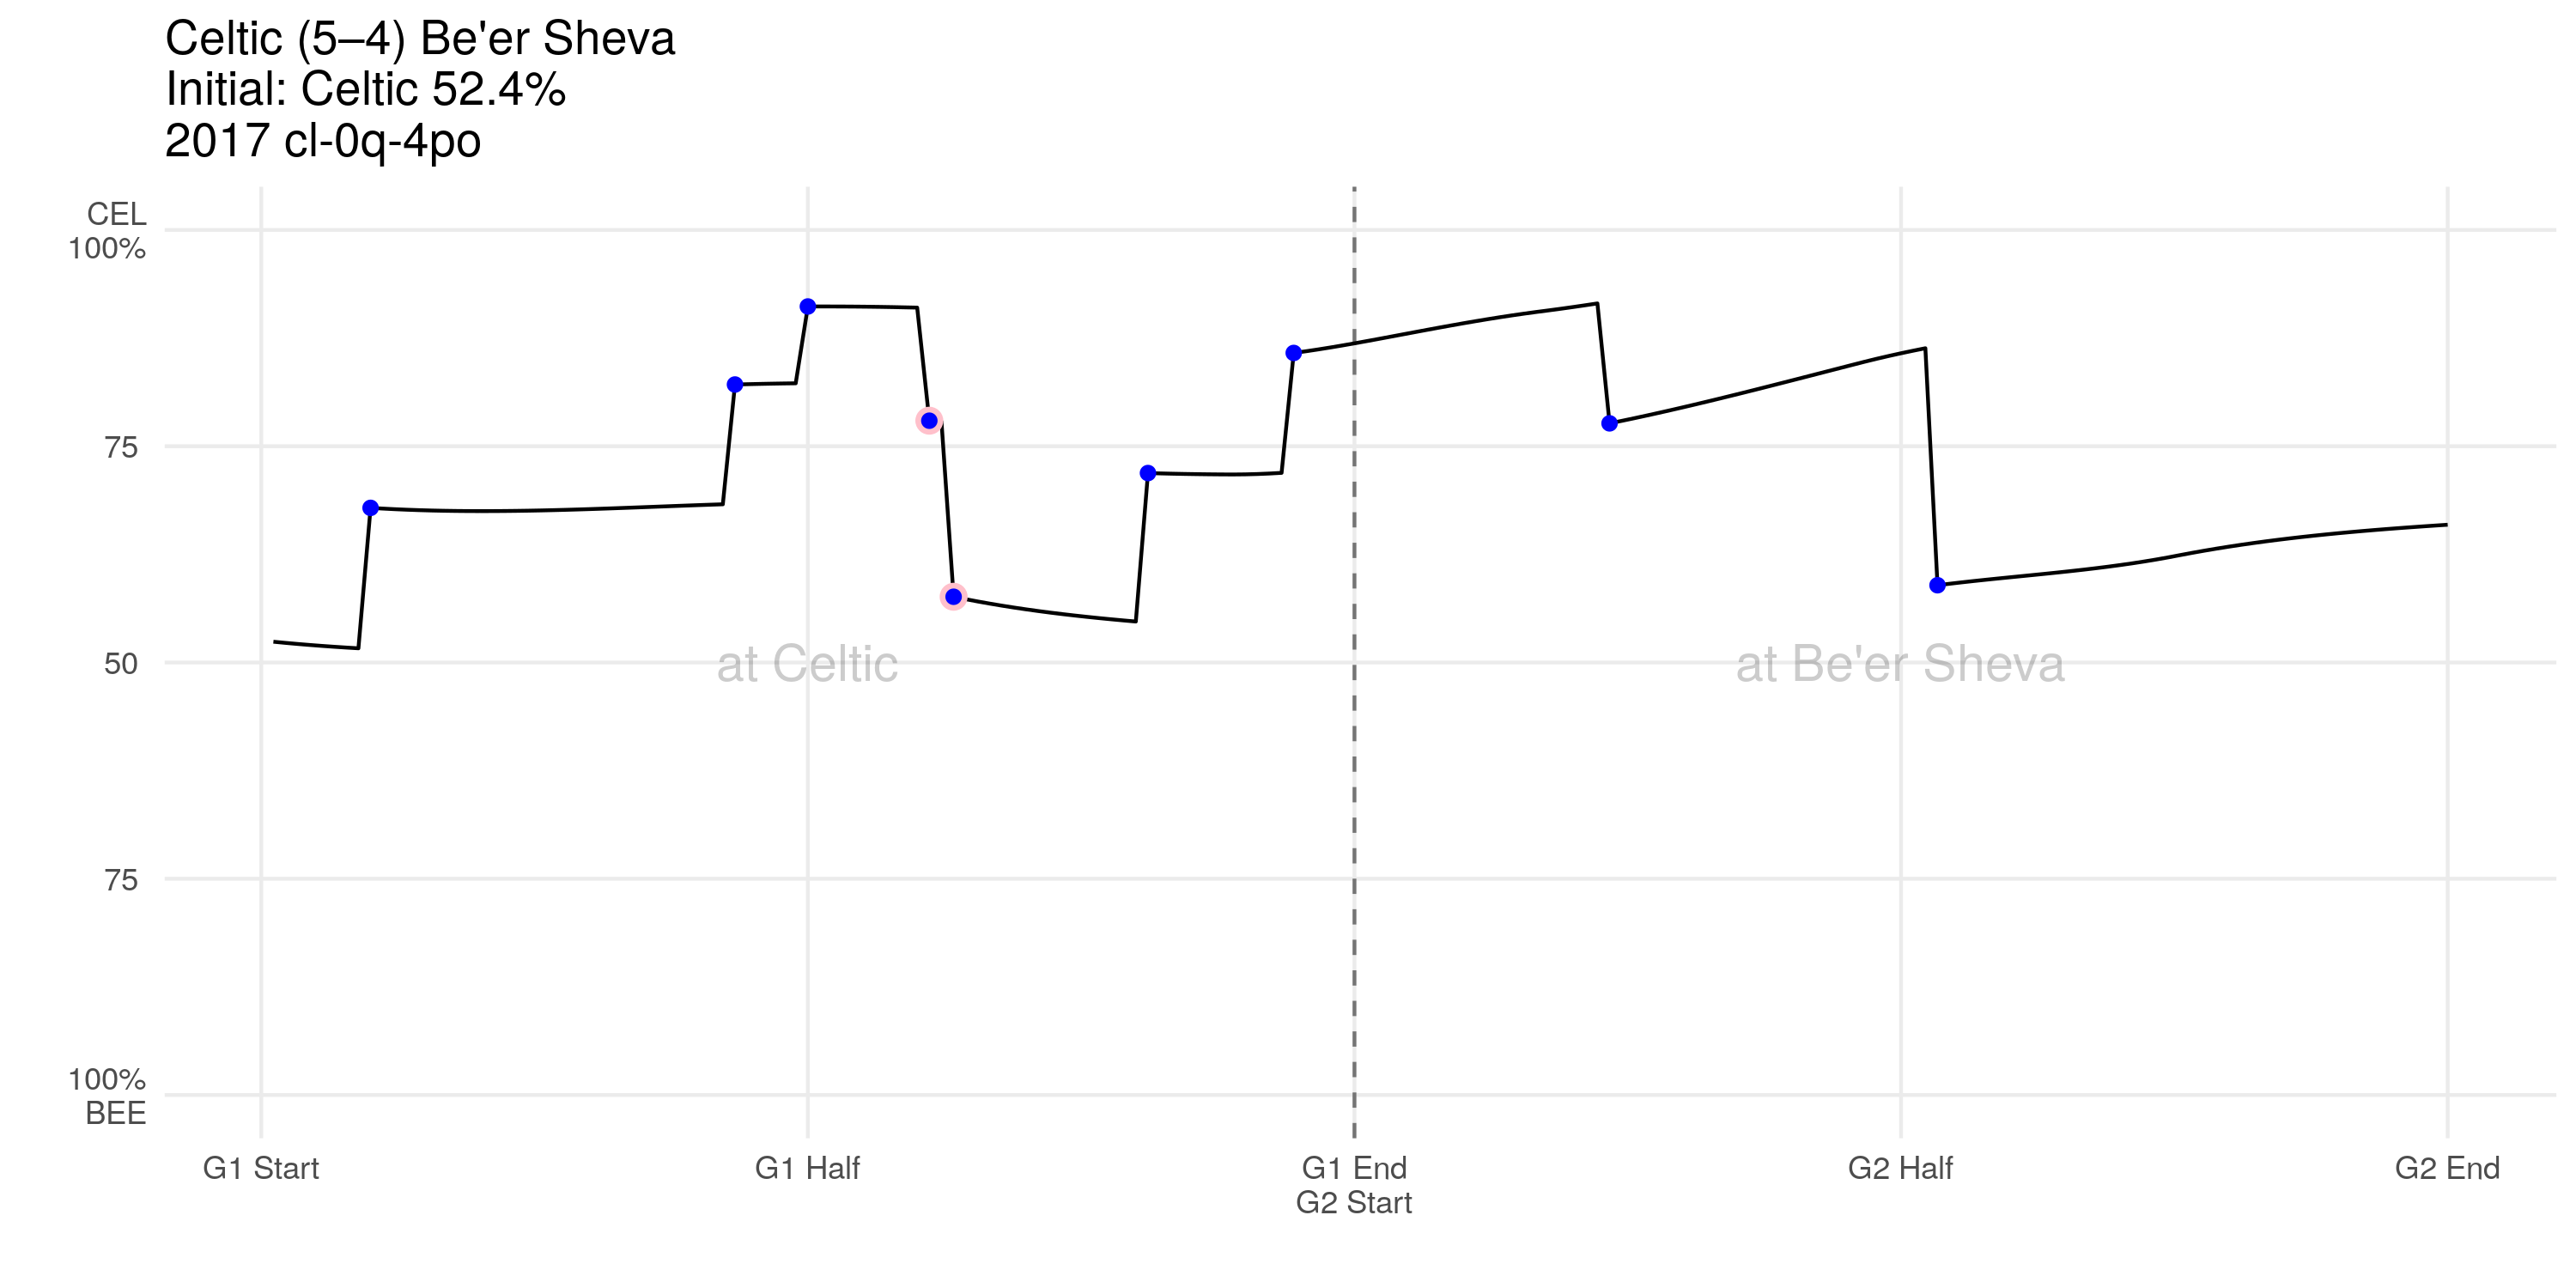 Celtic (5–4) Be'er Sheva
Initial: Celtic 52.4%
2017 cl-0q-4po
CEL
100%
75
50
75
100%
BEE
at Celtic
at Be'er Sheva
G1 Start
G1 Half
G1 End
G2 Start
G2 Half
G2 End